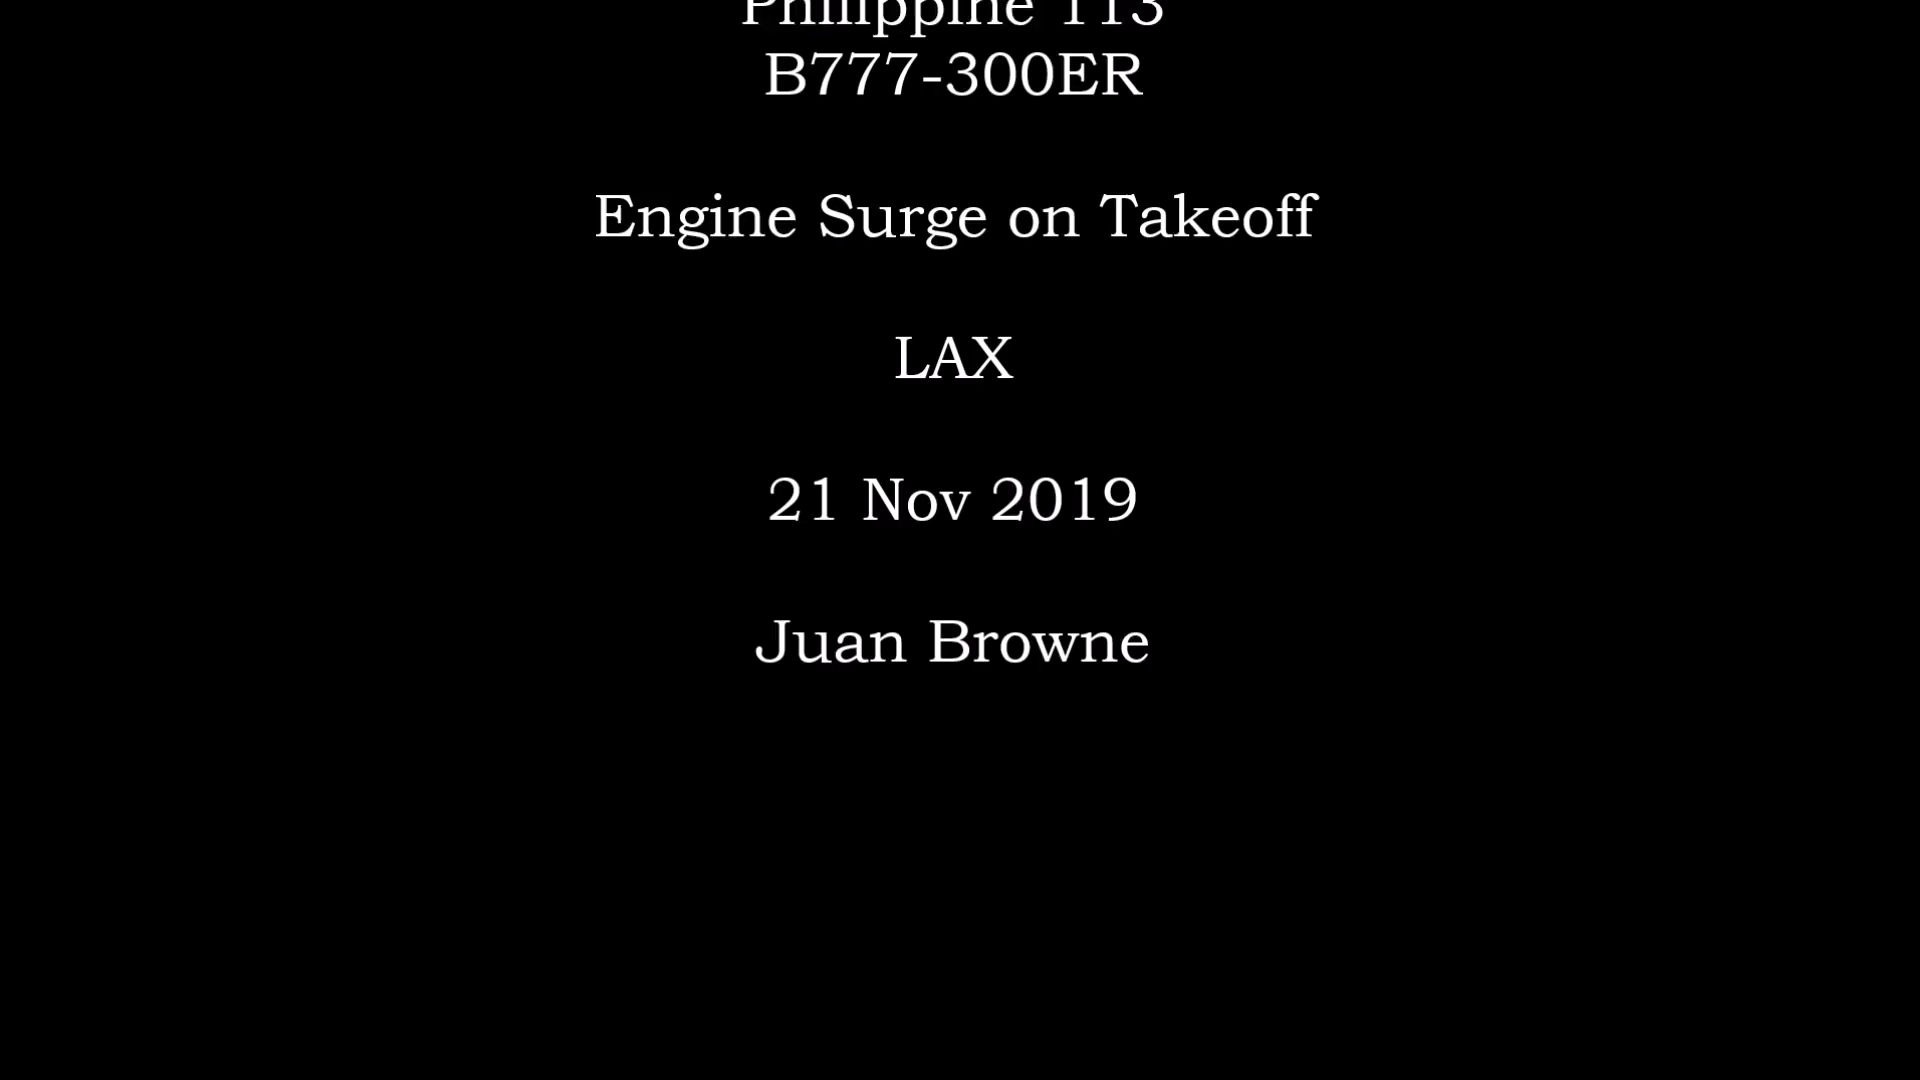 Philippine 113
B777-300ER
Engine Surge on Takeoff
LAX
21 Nov 2019
Juan Browne